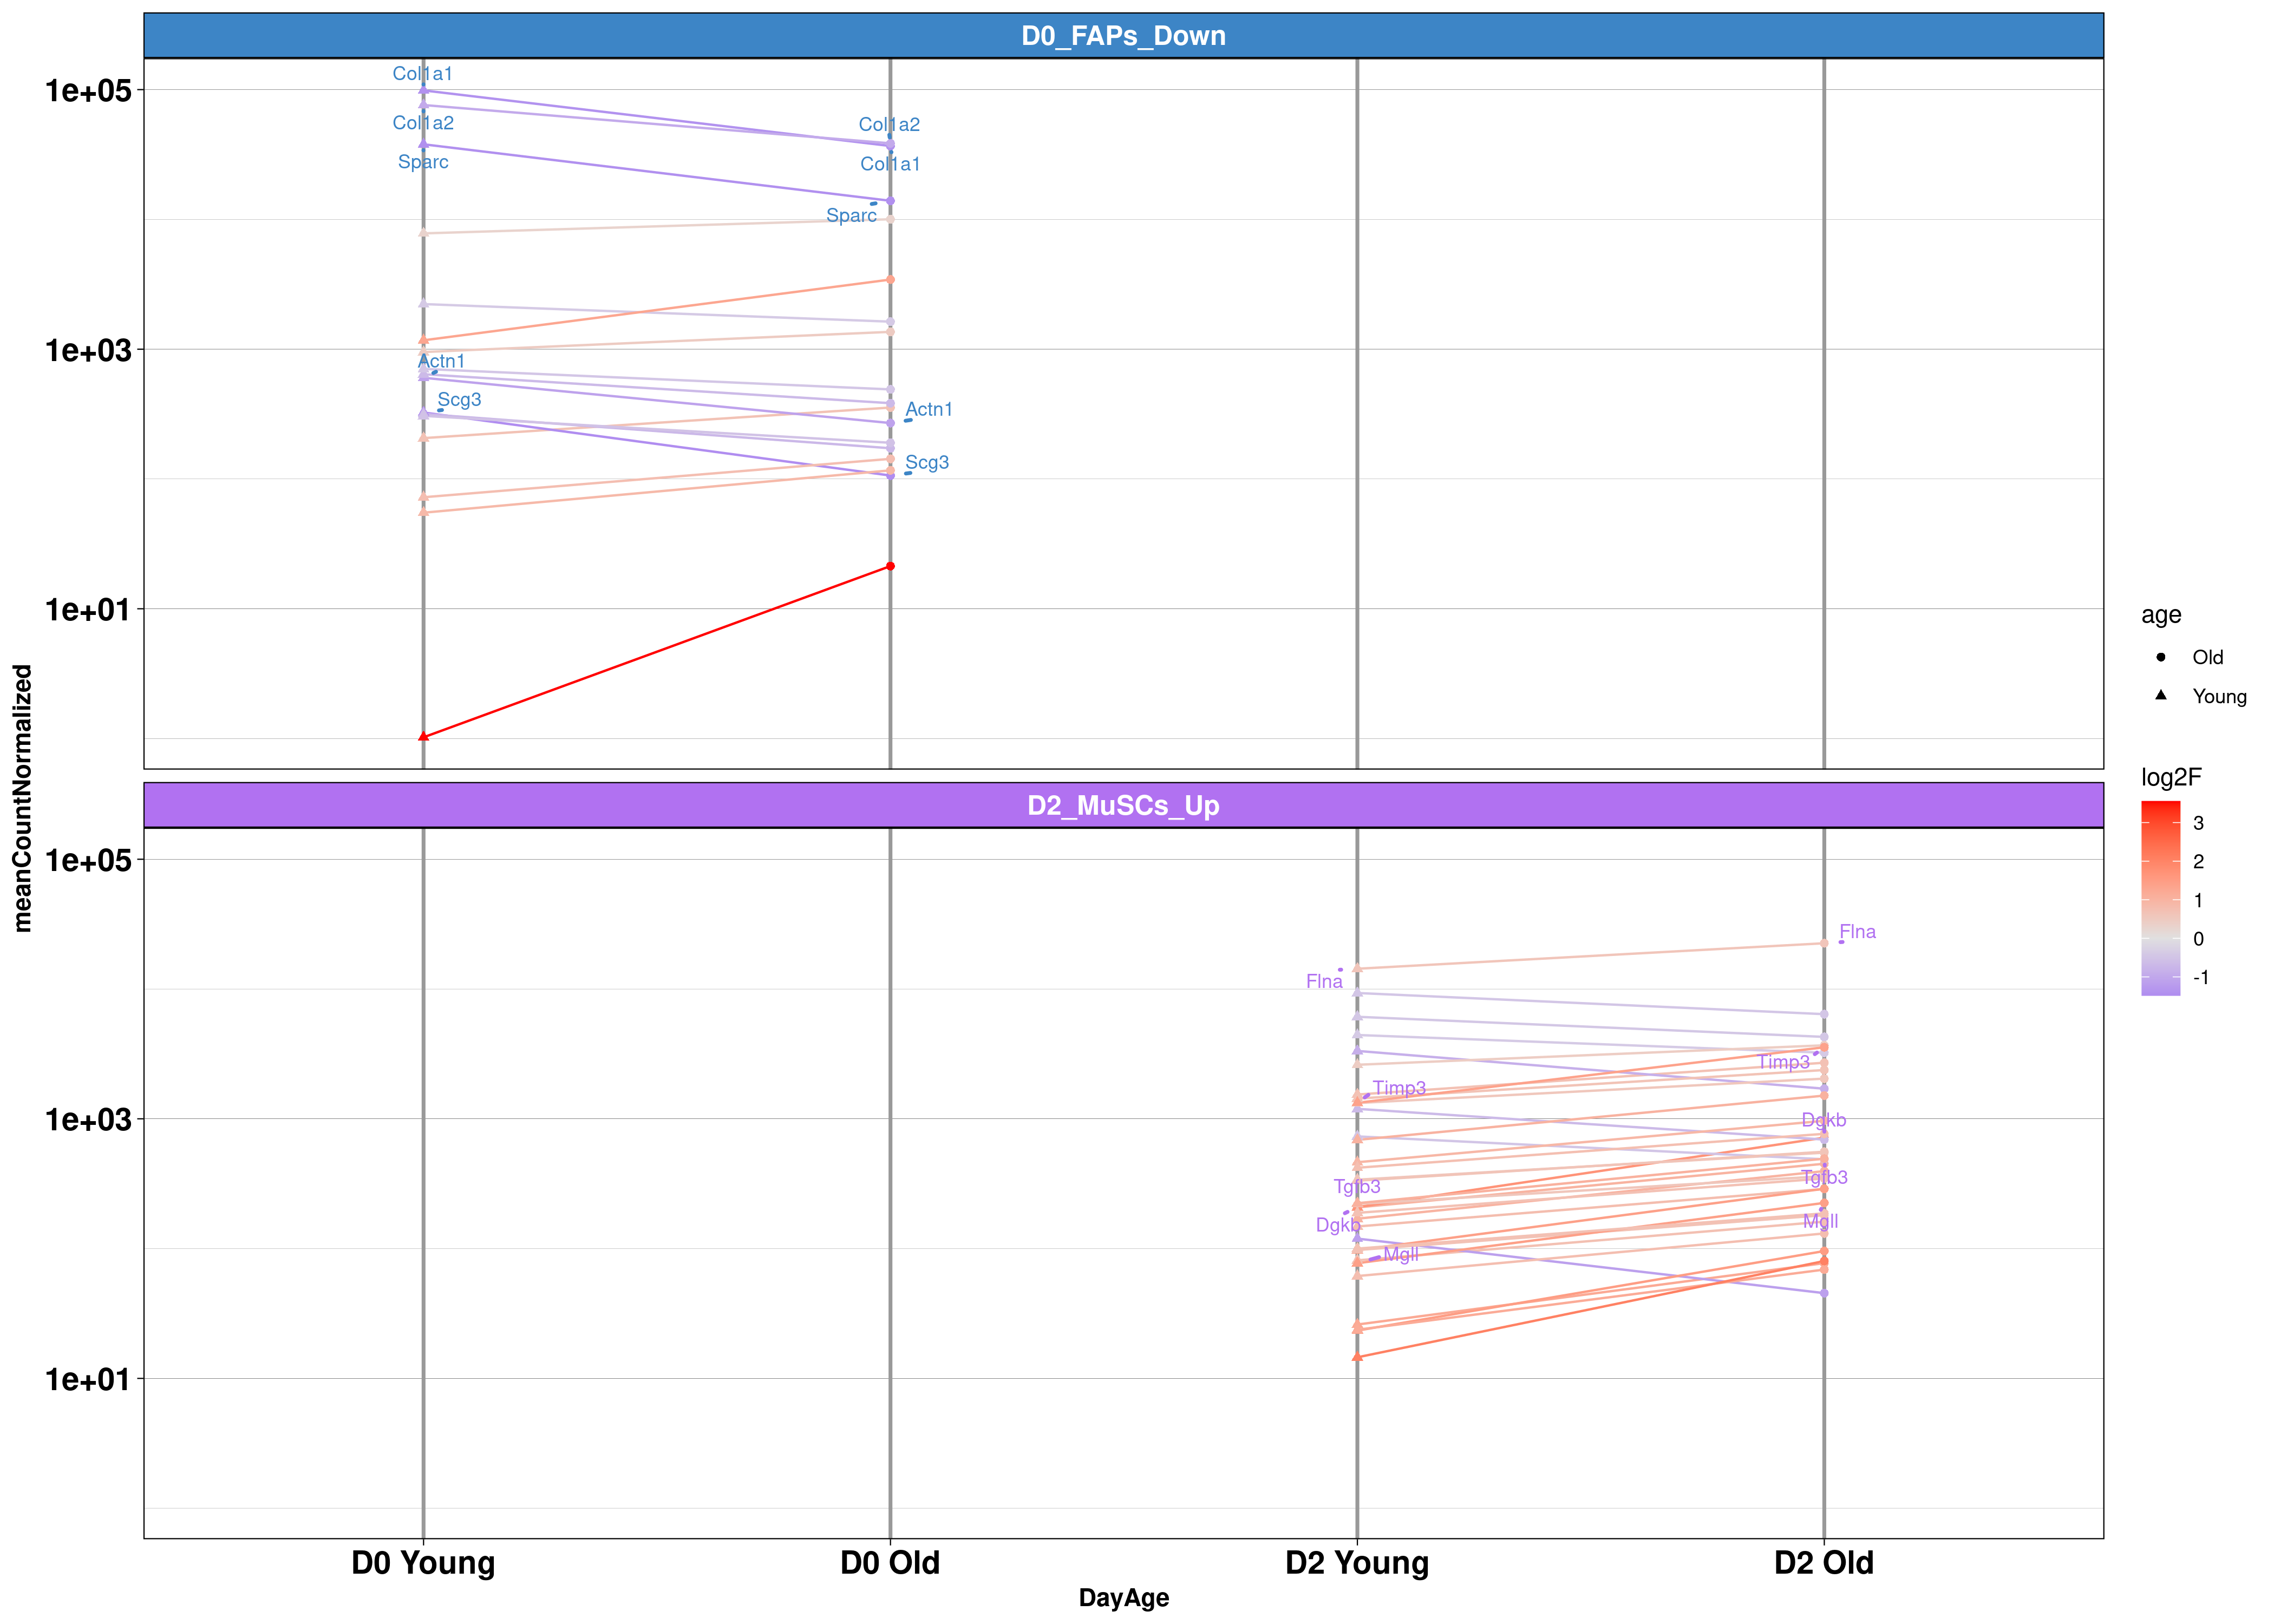 D0_FAPs_Down
1e+05
1e+03
1e+01
Col1a1
Col1a2
Sparc
Actn1
Scg3
Col1a2
Col1a1
Sparc
Actn1
Scg3
meanCountNormalized
D2_MuSCs_Up
1e+05
1e+03
1e+01
Flna
Timp3
Tgfb3
Dgkb
Mgll
Flna
Timp3
Dgkb
Tgfb3
Mgll
D0 Young
D0 Old
D2 Young
D2 Old
DayAge
age
Old
Young
log2F
3
2
1
0
-1